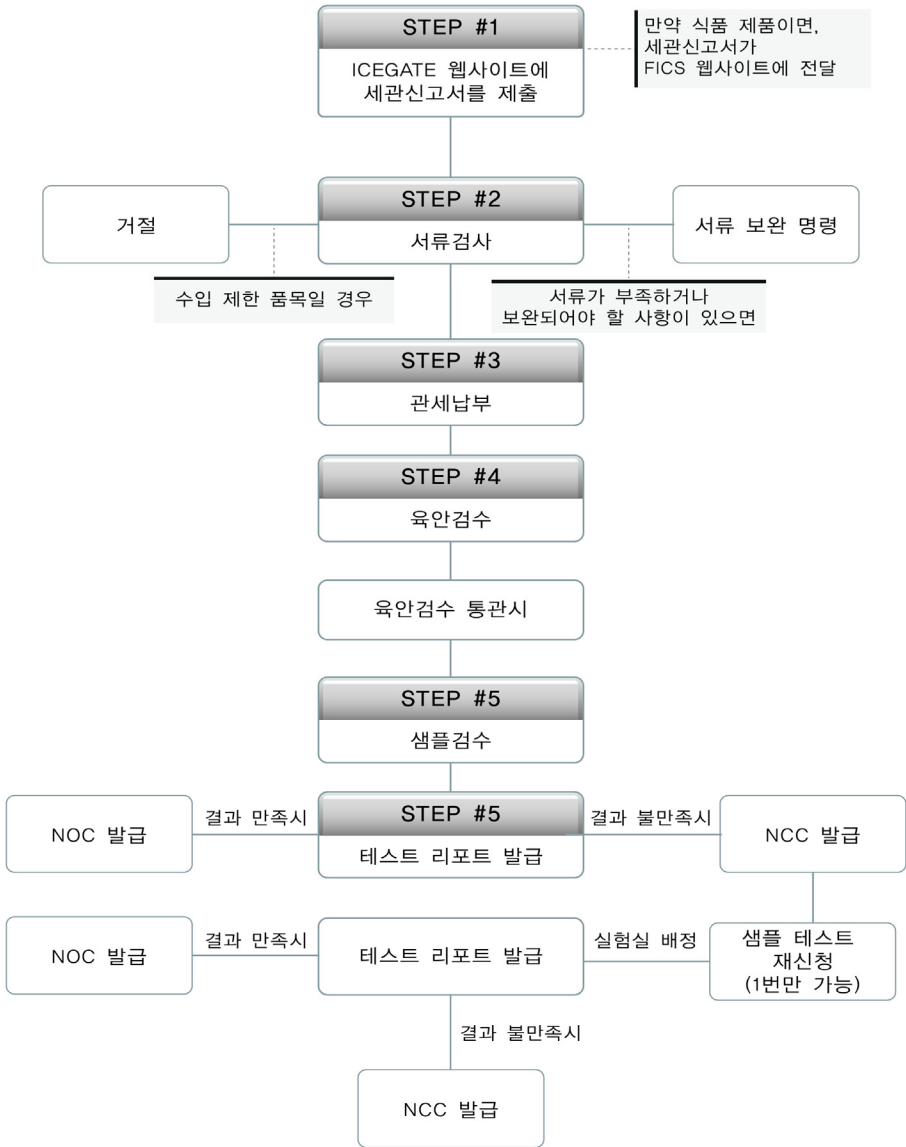 STEP #1
ICEGATE 웹사이트에
세관신고서를 제출
만약 식품 제품이면,
세관신고서가
FICS 웹사이트에 전달
거절
STEP #2
서류검사
서류 보완 명령
수입 제한 품목일 경우
서류가 부족하거나
보완되어야 할 사항이 있으면
STEP #3
관세납부
STEP #4
육안검수
육안검수 통관시
STEP #5
샘플검수
NOC 발급
결과 만족시
STEP #5
테스트 리포트 발급
결과 불만족시
NCC 발급
NOC 발급
결과 만족시
테스트 리포트 발급
실험실 배정
샘플 테스트
재신청
(1번만 가능)
결과 불만족시
NCC 발급